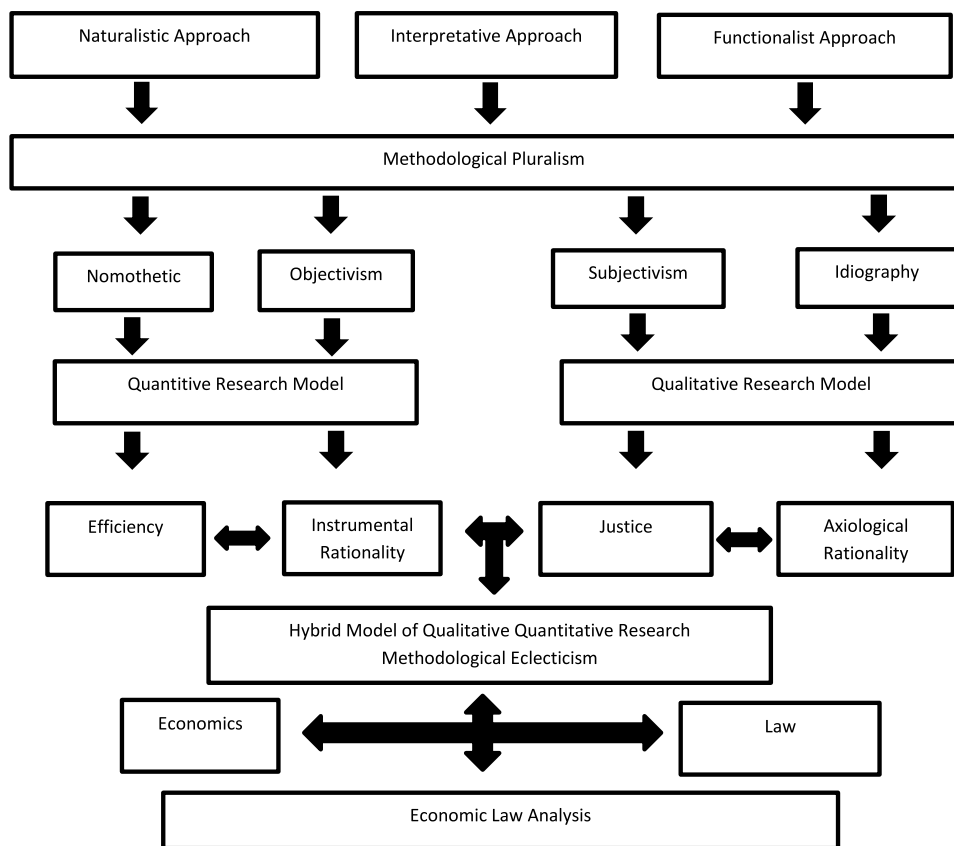 Naturalistic Approach
Interpretative Approach
Functionalist Approach
Methodological Pluralism
Nomothetic
Objectivism
Subjectivism
Idiography
Quantitive Research Model
Qualitative Research Model
Efficiency
Instrumental
Rationality
Justice
Axiological
Rationality
Hybrid Model of Qualitative Quantitative Research
Methodological Eclecticism
Economics
Law
Economic Law Analysis